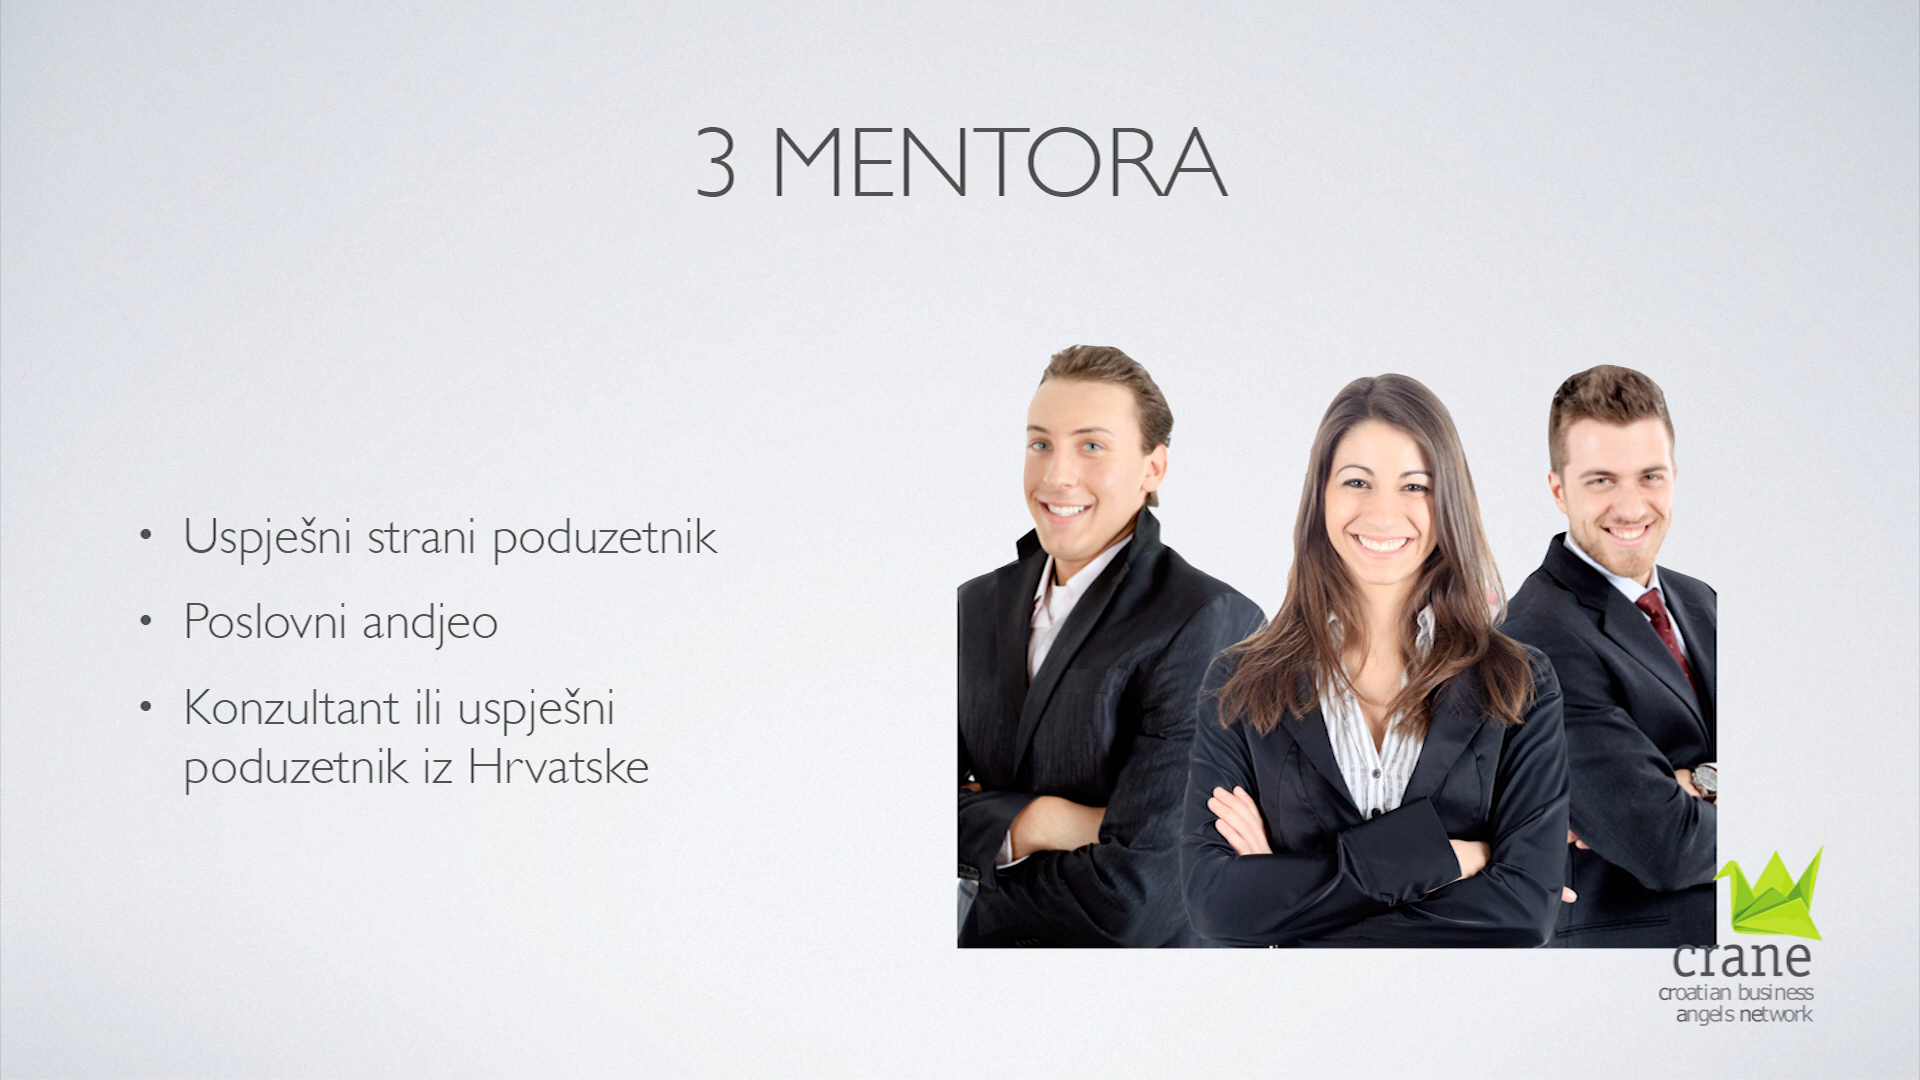 3 MENTORA
• Uspješni strani poduzetnik
• Poslovni andjeo
• Konzultant ili uspješni
poduzetnik iz Hrvatske
crane
croatian business
angels network